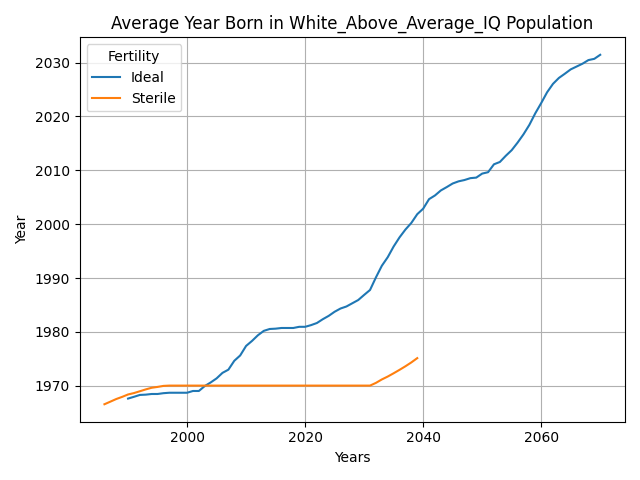 Average Year Born in White_Above_Average_IQ Population
Fertility
Ideal
Sterile
Year
2030
2020
2010
2000
1990
1980
1970
2000
2020
2040
2060
Years